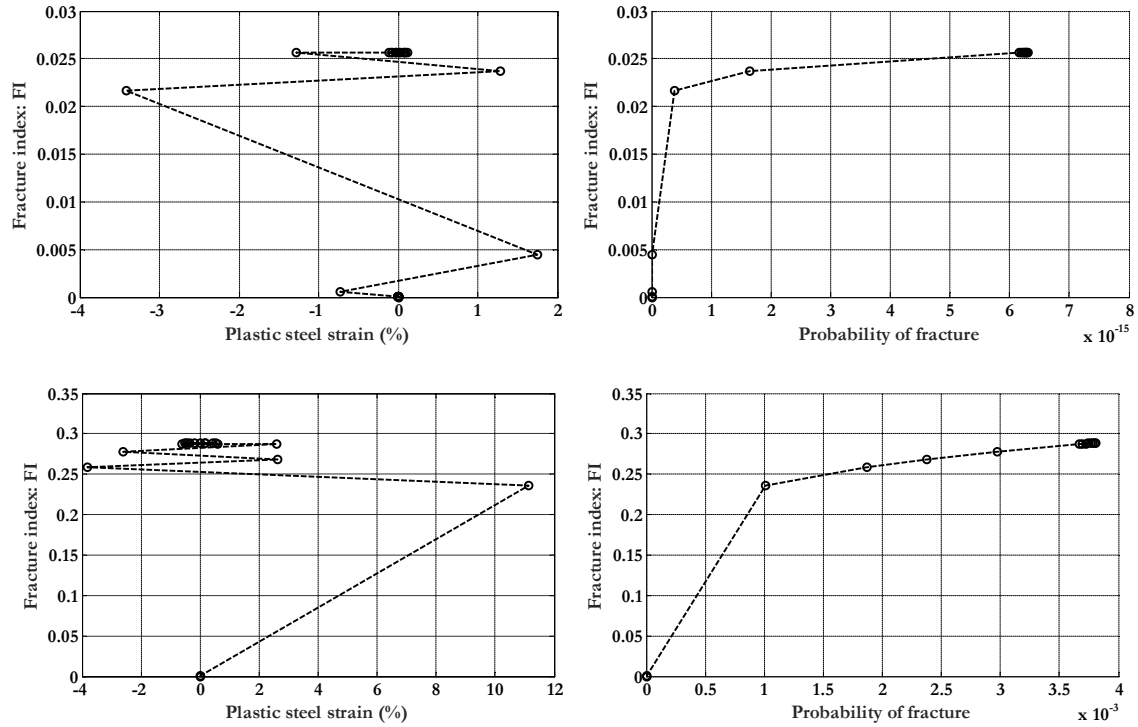 0.03
0.025
0.02
0.015
0.01
0.005
0
Fracture index: FI
-4 -3 -2 -1 0 1 2
Plastic steel strain (%)
0.03
0.025
0.02
0.015
0.01
0.005
0
Fracture index: FI
0 1 2 3 4 5 6 7 8
Probability of fracture
x 10-15
0.35
0.3
0.25
0.2
0.15
0.1
0.05
0
Fracture index: FI
-4 -2 0 2 4 6 8 10 12
Plastic steel strain (%)
0.35
0.3
0.25
0.2
0.15
0.1
0.05
0
Fracture index: FI
0 0.5 1 1.5 2 2.5 3 3.5 4
Probability of fracture
x 10-3